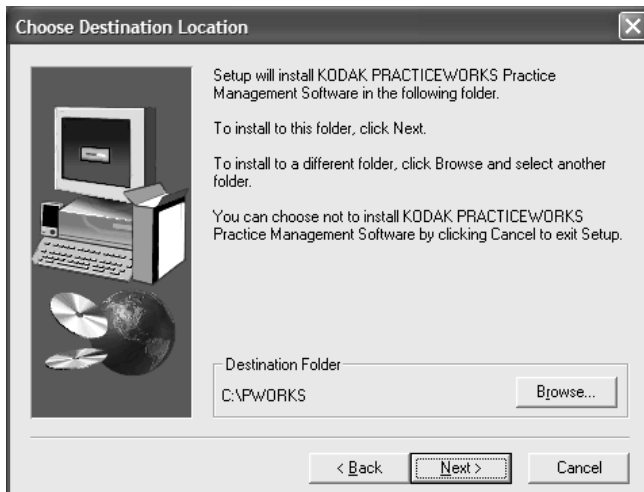 Choose Destination Location
Setup will install KODAK PRACTICEWORKS Practice
Management Software in the following folder.
To install to this folder, click Next.
To install to a different folder, click Browse and select another
folder.
You can choose not to install KODAK PRACTICEWORKS
Practice Management Software by clicking Cancel to exit Setup.
Destination Folder
C:\PWORKS
Browse...
< Back
Next >
Cancel